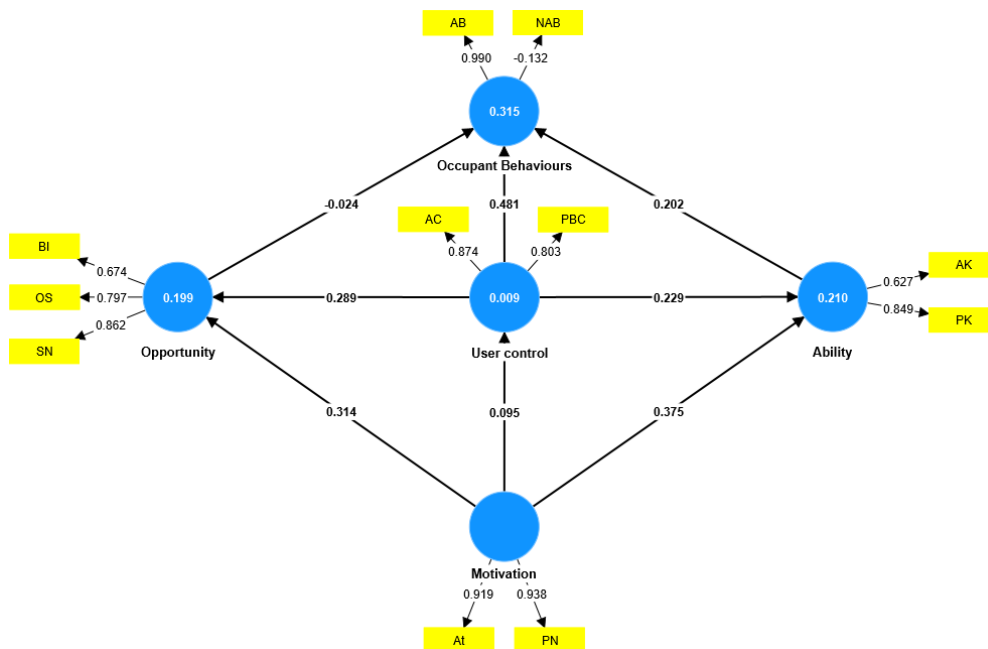 AB NAB
0.990 -0.132
0.315
Occupant Behaviours
-0.024 0.481 0.202
AC PBC
0.874 0.803
BI
0.674
OS
0.797
SN
0.862
0.199
Opportunity
0.289
0.009
User control
0.229
0.210
Ability
AK
0.627
PK
0.849
0.314 0.095 0.375
Motivation
0.919 0.938
At PN